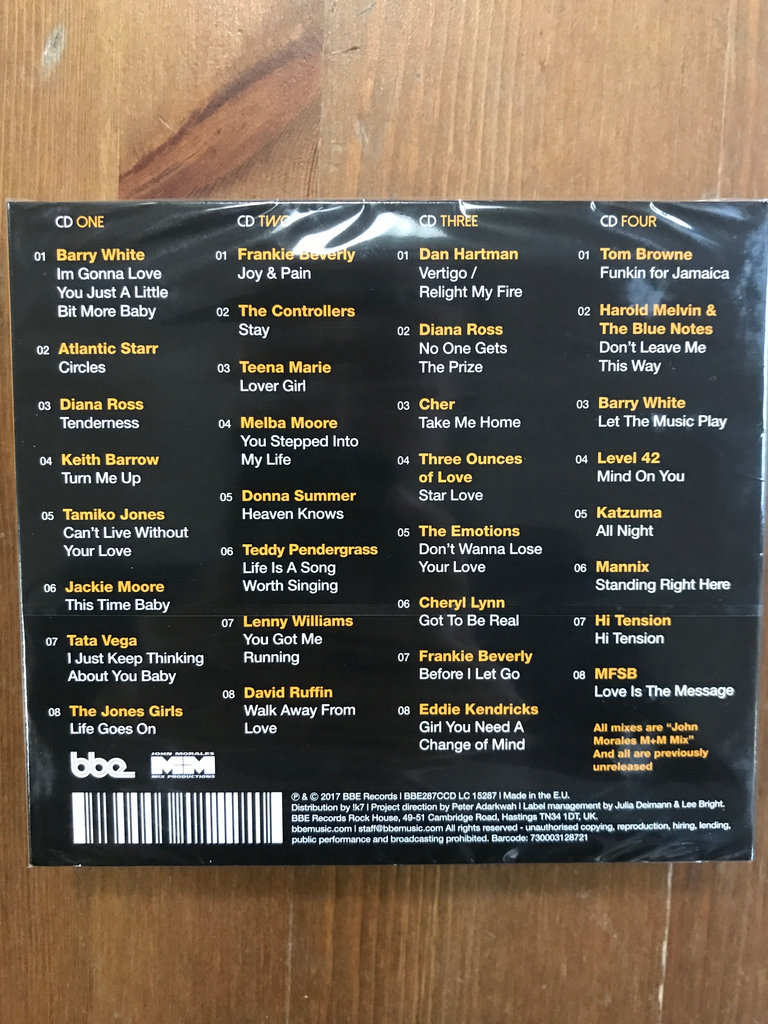 CD ONE
01 Barry White
Im Gonna Love
You Just A Little
Bit More Baby
02 Atlantic Starr
Circles
03 Diana Ross
Tenderness
04 Keith Barrow
Turn Me Up
05 Tamiko Jones
Can't Live Without
Your Love
06 Jackie Moore
This Time Baby
07 Tata Vega
I Just Keep Thinking
About You Baby
08 The Jones Girls
Life Goes On
CD TWO
01 Frankie Beverly
Joy & Pain
02 The Controllers
Stay
03 Teena Marie
Lover Girl
04 Melba Moore
You Stepped Into
My Life
05 Donna Summer
Heaven Knows
06 Teddy Pendergrass
Life Is A Song
Worth Singing
07 Lenny Williams
You Got Me
Running
08 David Ruffin
Walk Away From
Love
CD THREE
01 Dan Hartman
Vertigo /
Relight My Fire
02 Diana Ross
No One Gets
The Prize
03 Cher
Take Me Home
04 Three Ounces
of Love
Star Love
05 The Emotions
Don't Wanna Lose
Your Love
06 Cheryl Lynn
Got To Be Real
07 Frankie Beverly
Before I Let Go
08 Eddie Kendricks
Girl You Need A
Change of Mind
CD FOUR
01 Tom Browne
Funkin for Jamaica
02 Harold Melvin &
The Blue Notes
Don't Leave Me
This Way
03 Barry White
Let The Music Play
04 Level 42
Mind On You
05 Katzuma
All Night
06 Mannix
Standing Right Here
07 Hi Tension
Hi Tension
08 MFSB
Love Is The Message
All mixes are "John
Morales M+M Mix"
And all are previously
unreleased
bbe
JOHN MORALES
M+M
MIX PRODUCTIONS
℗ & © 2017 BBE Records | BBE287CCD LC 15287 | Made in the E.U.
Distribution by !k7 | Project direction by Peter Adarkwah | Label management by Julia Deimann & Lee Bright.
BBE Records Rock House, 49-51 Cambridge Road, Hastings TN34 1DT, UK.
bbemusic.com | staff@bbemusic.com All rights reserved - unauthorised copying, reproduction, hiring, lending,
public performance and broadcasting prohibited. Barcode: 730003128721